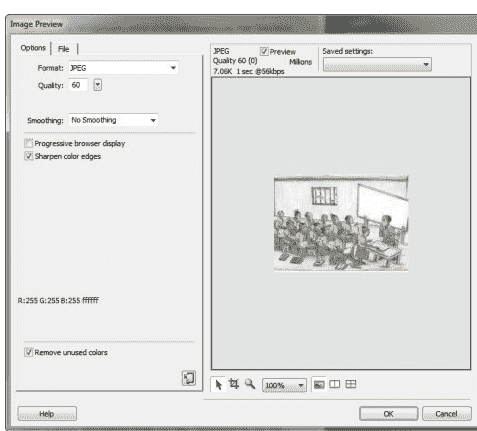 Image Preview
Options File
Format: JPEG
Quality: 60
Smoothing: No Smoothing
Progressive browser display
Sharpen color edges
R:255 G:255 B:255 ffffff
Remove unused colors
JPEG Preview Saved settings:
Quality 60 (0) Millions
7.06K 1 sec @56kbps
100%
Help OK Cancel